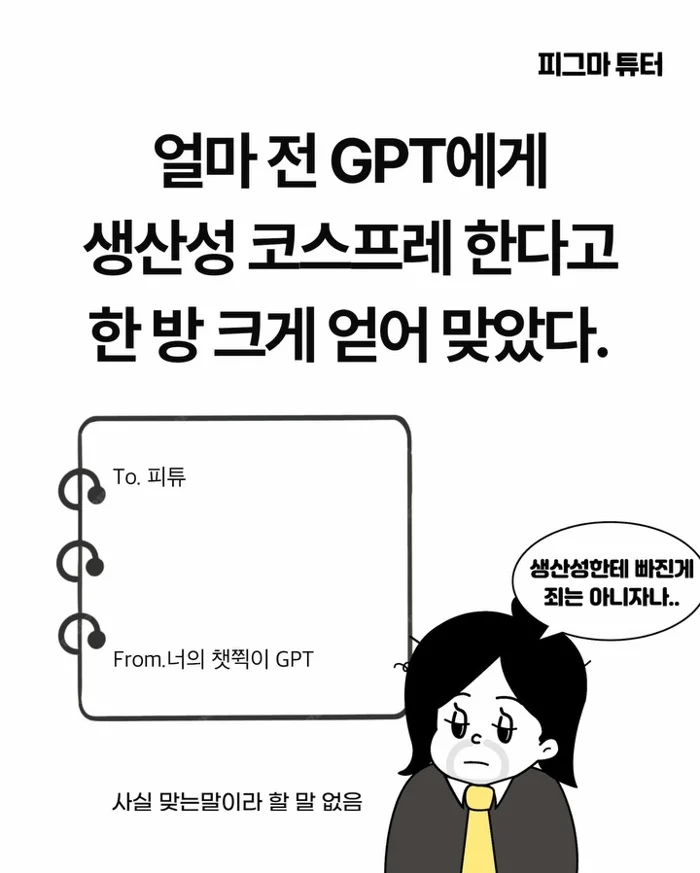 피그마 튜터
얼마 전 GPT에게
생산성 코스프레 한다고
한 방 크게 얻어 맞았다.
To. 피튜
From.너의 챗찍이 GPT
생산성한테 빠진게
죄는 아니자나..
사실 맞는말이라 할 말 없음